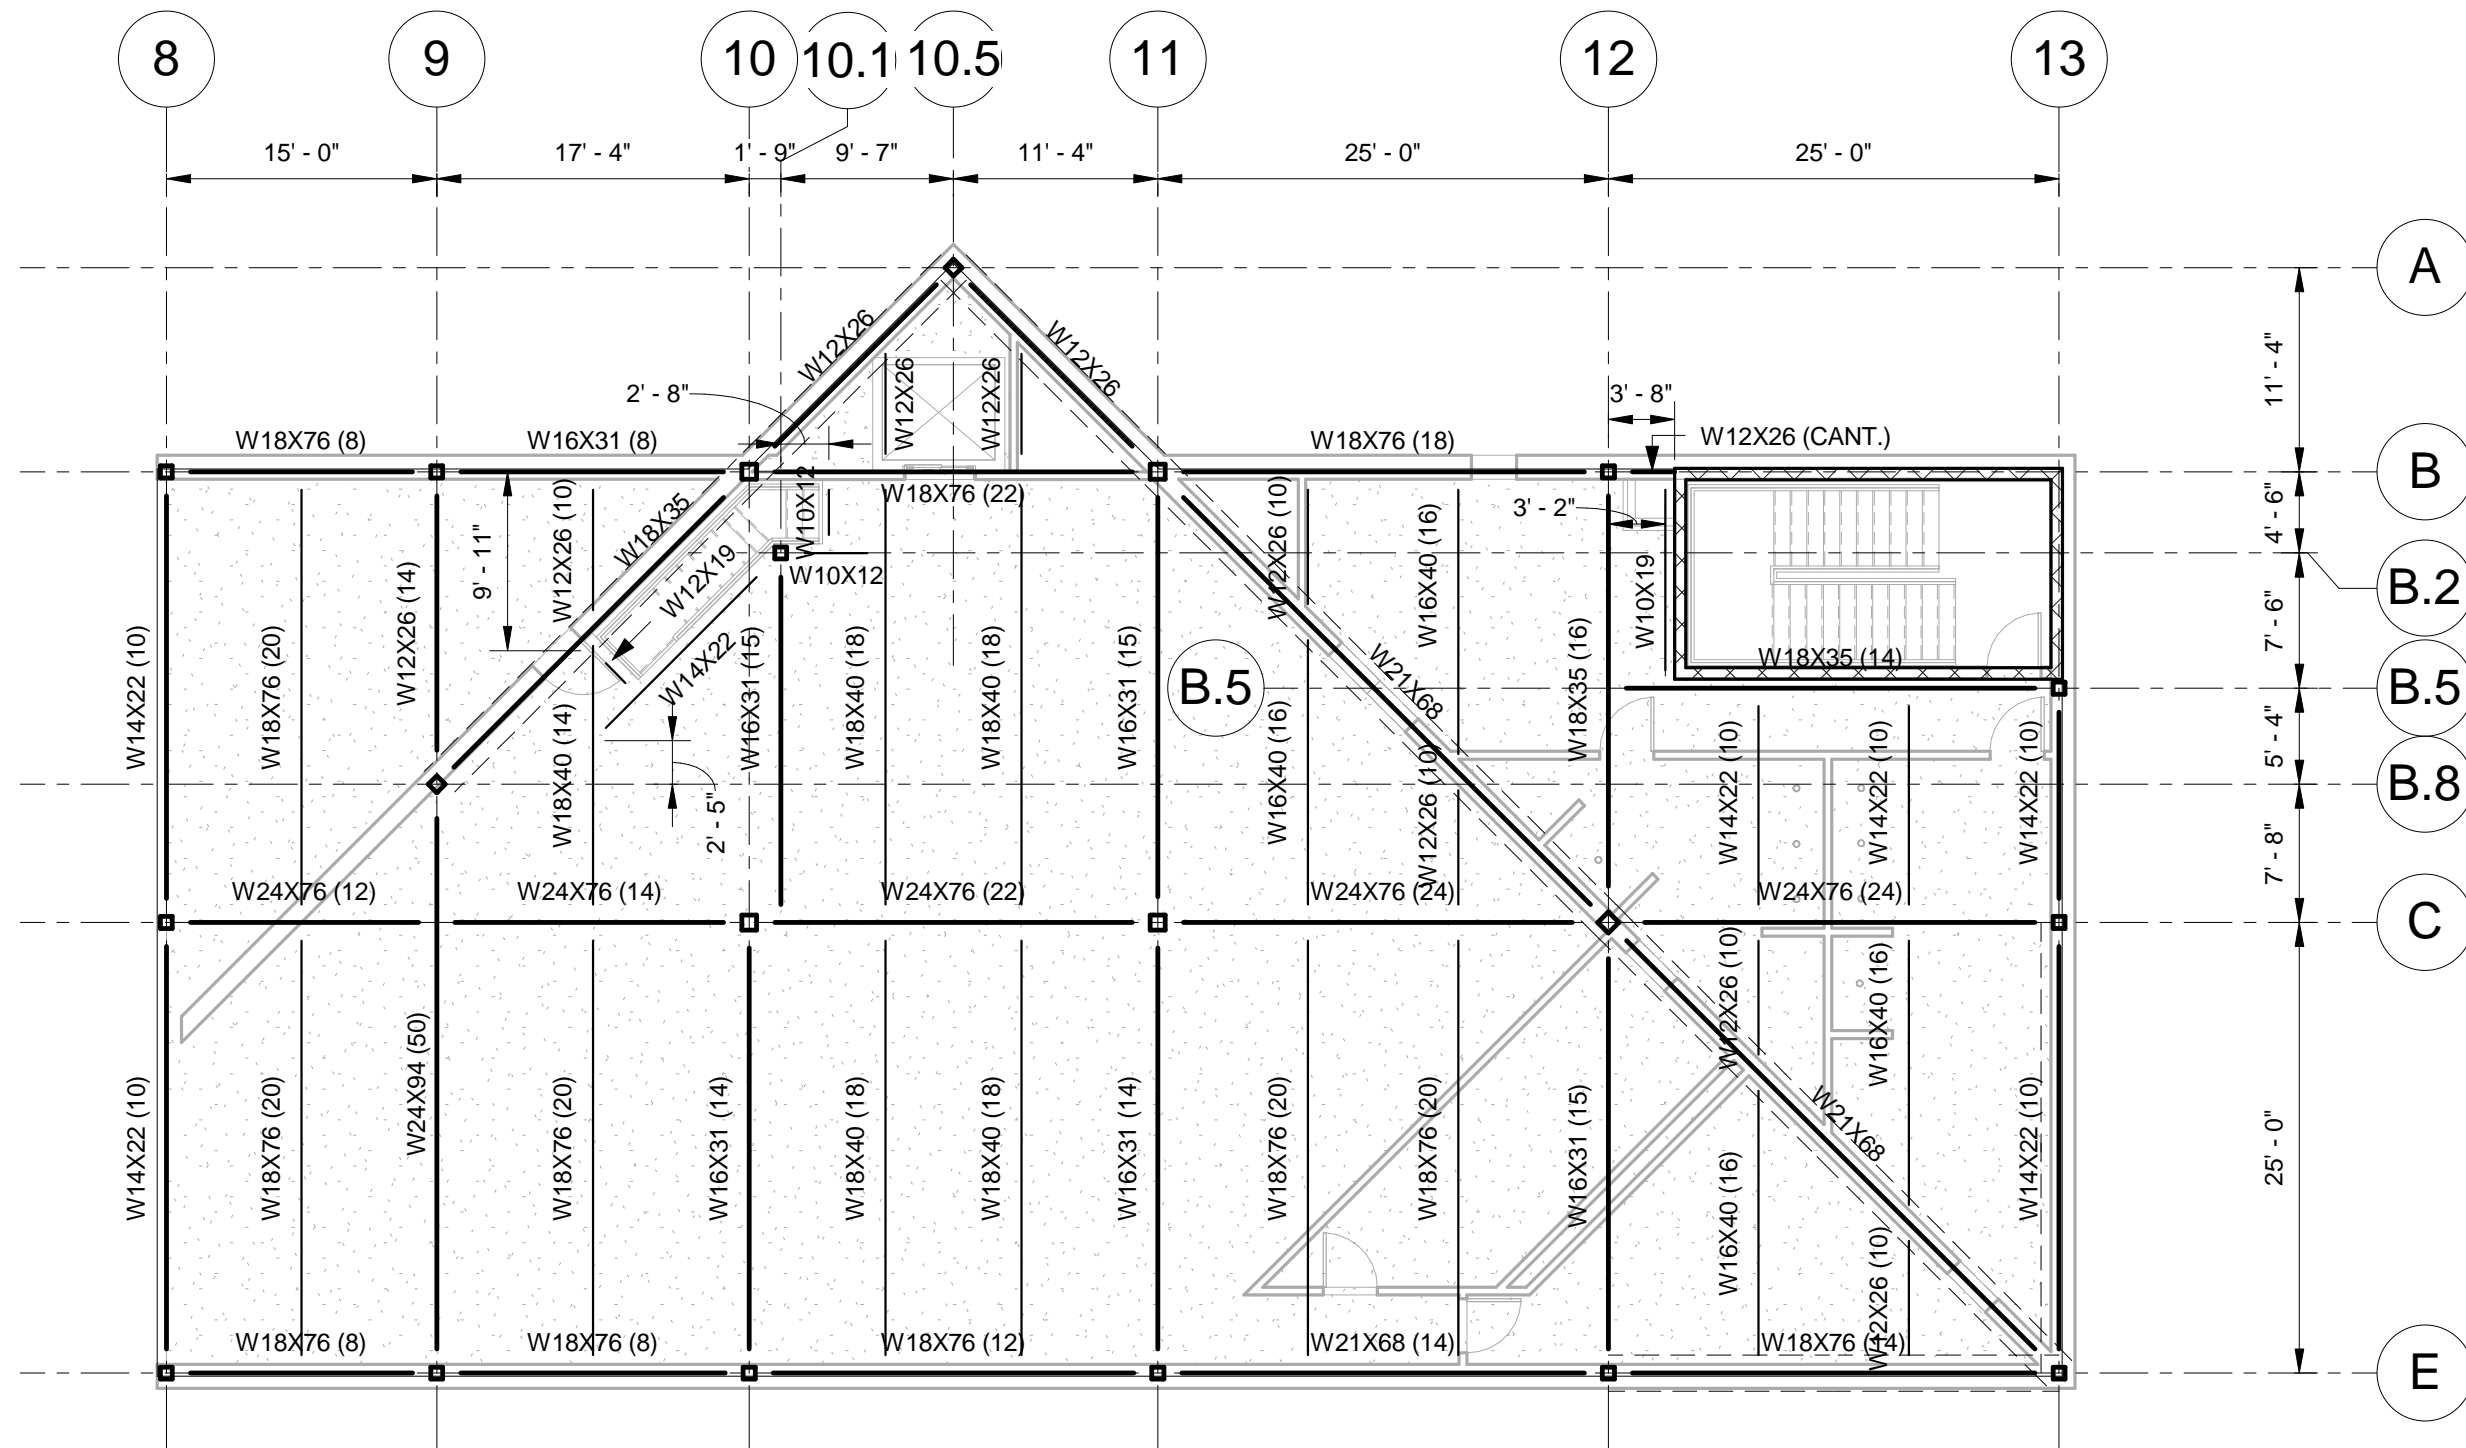 8
9
10
10.1
10.5
11
12
13
15' - 0"
17' - 4"
1' - 9"
9' - 7"
11' - 4"
25' - 0"
25' - 0"
A
11' - 4"
W12X26
W12X26
2' - 8"
W12X26
W12X26
3' - 8"
W18X76 (8)
W16X31 (8)
W18X76 (18)
W12X26 (CANT.)
B
4' - 6"
W18X76 (22)
W10X12
3' - 2"
9' - 11"
W12X26 (10)
W18X35
W12X19
W10X12
W12X26 (10)
W16X40 (16)
W10X19
B.2
7' - 6"
W14X22 (10)
W18X76 (20)
W12X26 (14)
W14X22
W16X31 (15)
W18X40 (18)
W18X40 (18)
W16X31 (15)
B.5
W21X68
W18X35 (16)
W18X35 (14)
B.5
5' - 4"
W18X40 (14)
2' - 5"
W16X40 (16)
W12X26 (10)
W14X22 (10)
W14X22 (10)
W14X22 (10)
B.8
7' - 8"
W24X76 (12)
W24X76 (14)
W24X76 (22)
W24X76 (24)
W24X76 (24)
C
W14X22 (10)
W18X76 (20)
W24X94 (50)
W18X76 (20)
W16X31 (14)
W18X40 (18)
W18X40 (18)
W16X31 (14)
W18X76 (20)
W18X76 (20)
W16X31 (15)
W12X26 (10)
W16X40 (16)
W21X68
W16X40 (16)
W12X26 (10)
W14X22 (10)
25' - 0"
W18X76 (8)
W18X76 (8)
W18X76 (12)
W21X68 (14)
W18X76 (14)
E